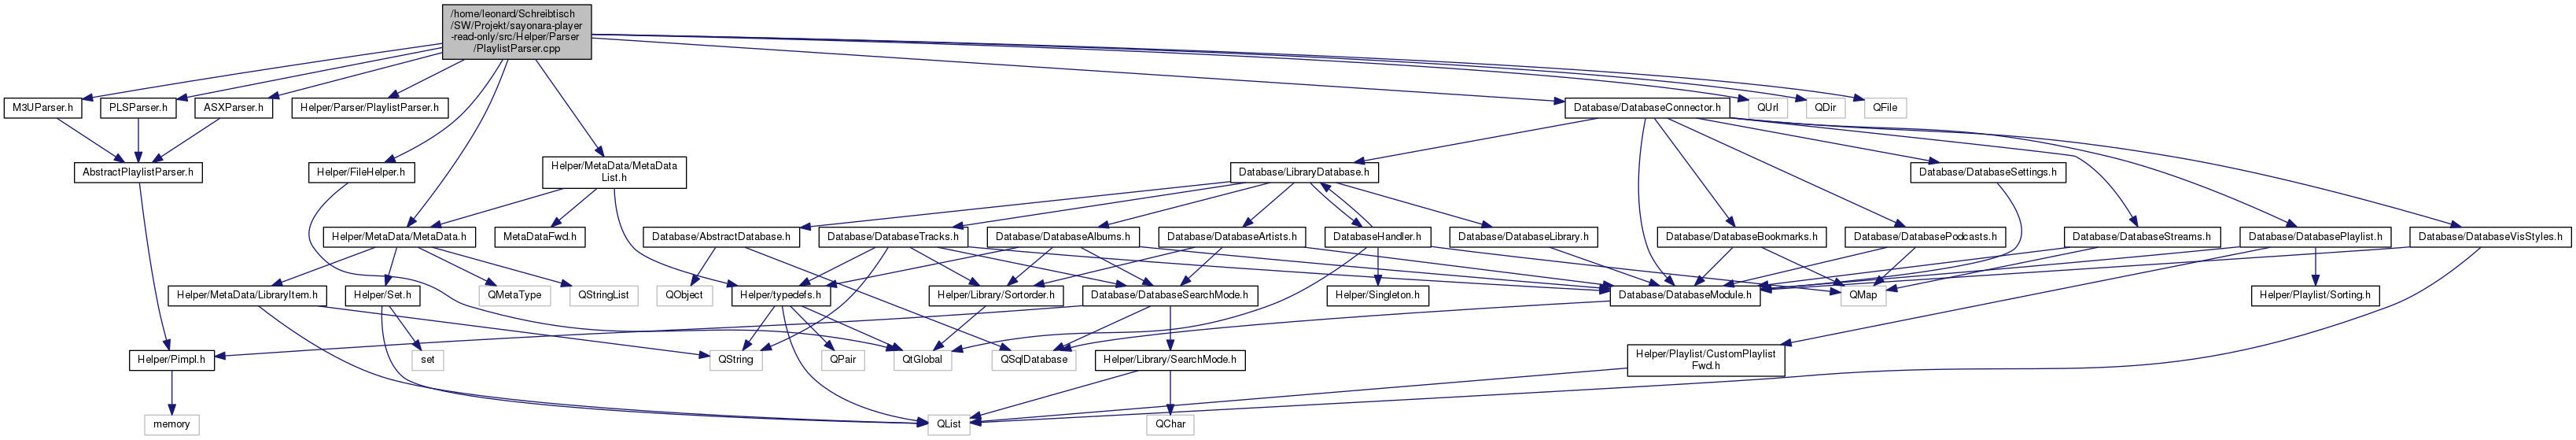 /home/leonard/Schreibtisch
/SW/Projekt/sayonara-player
-read-only/src/Helper/Parser
/PlaylistParser.cpp
M3UParser.h
PLSParser.h
ASXParser.h
Helper/Parser/PlaylistParser.h
Database/DatabaseConnector.h
QUrl
QDir
QFile
AbstractPlaylistParser.h
Helper/FileHelper.h
Helper/MetaData/MetaData
List.h
Database/LibraryDatabase.h
Database/DatabaseSettings.h
Helper/MetaData/MetaData.h
MetaDataFwd.h
Database/AbstractDatabase.h
Database/DatabaseTracks.h
Database/DatabaseAlbums.h
Database/DatabaseArtists.h
DatabaseHandler.h
Database/DatabaseLibrary.h
Database/DatabaseBookmarks.h
Database/DatabasePodcasts.h
Database/DatabaseStreams.h
Database/DatabasePlaylist.h
Database/DatabaseVisStyles.h
Helper/MetaData/LibraryItem.h
Helper/Set.h
QMetaType
QStringList
QObject
Helper/typedefs.h
Helper/Library/Sortorder.h
Database/DatabaseSearchMode.h
Helper/Singleton.h
Database/DatabaseModule.h
QMap
Helper/Playlist/Sorting.h
Helper/Pimpl.h
set
QString
QPair
QtGlobal
QSqlDatabase
Helper/Library/SearchMode.h
Helper/Playlist/CustomPlaylist
Fwd.h
memory
QList
QChar